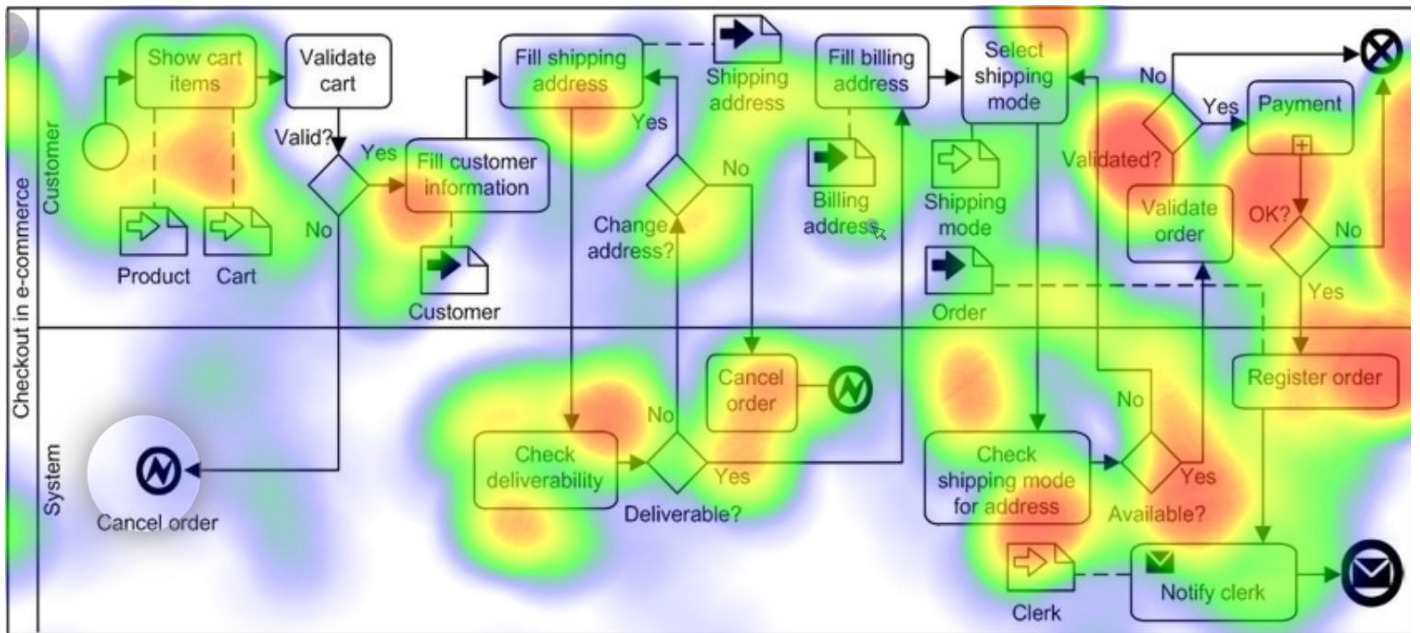 Checkout in e-commerce
Customer
Show cart
items
Validate
cart
Valid?
Yes
No
Product
Cart
Fill customer
information
Customer
Fill shipping
address
Shipping
address
Yes
No
Change
address?
Fill billing
address
Billing
address
Select
shipping
mode
Shipping
mode
Order
No
Yes
Validated?
Validate
order
Payment
OK?
No
Yes
System
Cancel order
Check
deliverability
No
Yes
Deliverable?
Cancel
order
Check
shipping mode
for address
No
Yes
Available?
Register order
Clerk
Notify clerk